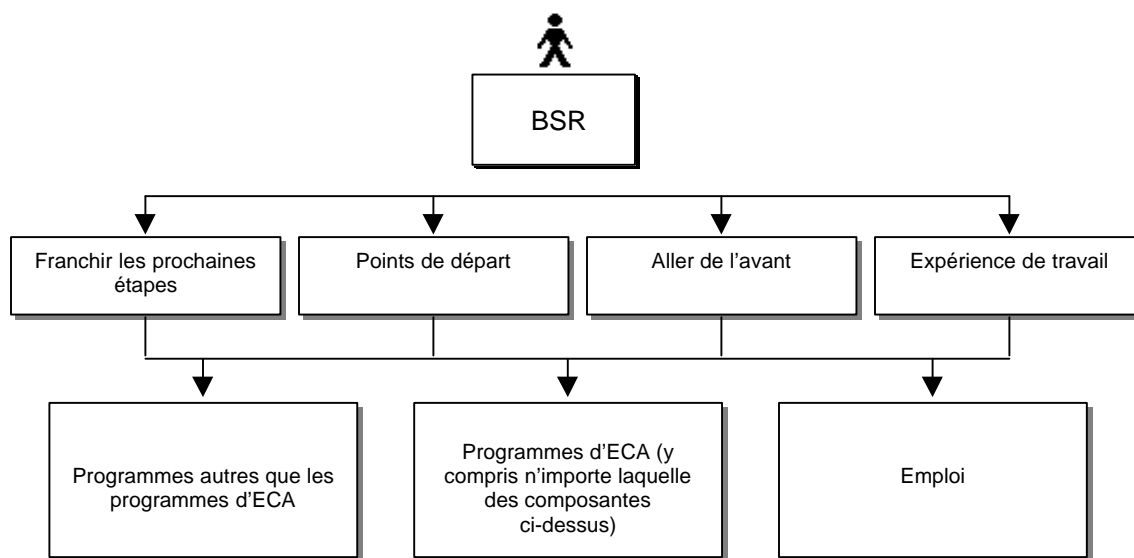 BSR
Franchir les prochaines
étapes
Points de départ
Aller de l’avant
Expérience de travail
Programmes autres que les
programmes d’ECA
Programmes d’ECA (y
compris n’importe laquelle
des composantes
ci-dessus)
Emploi